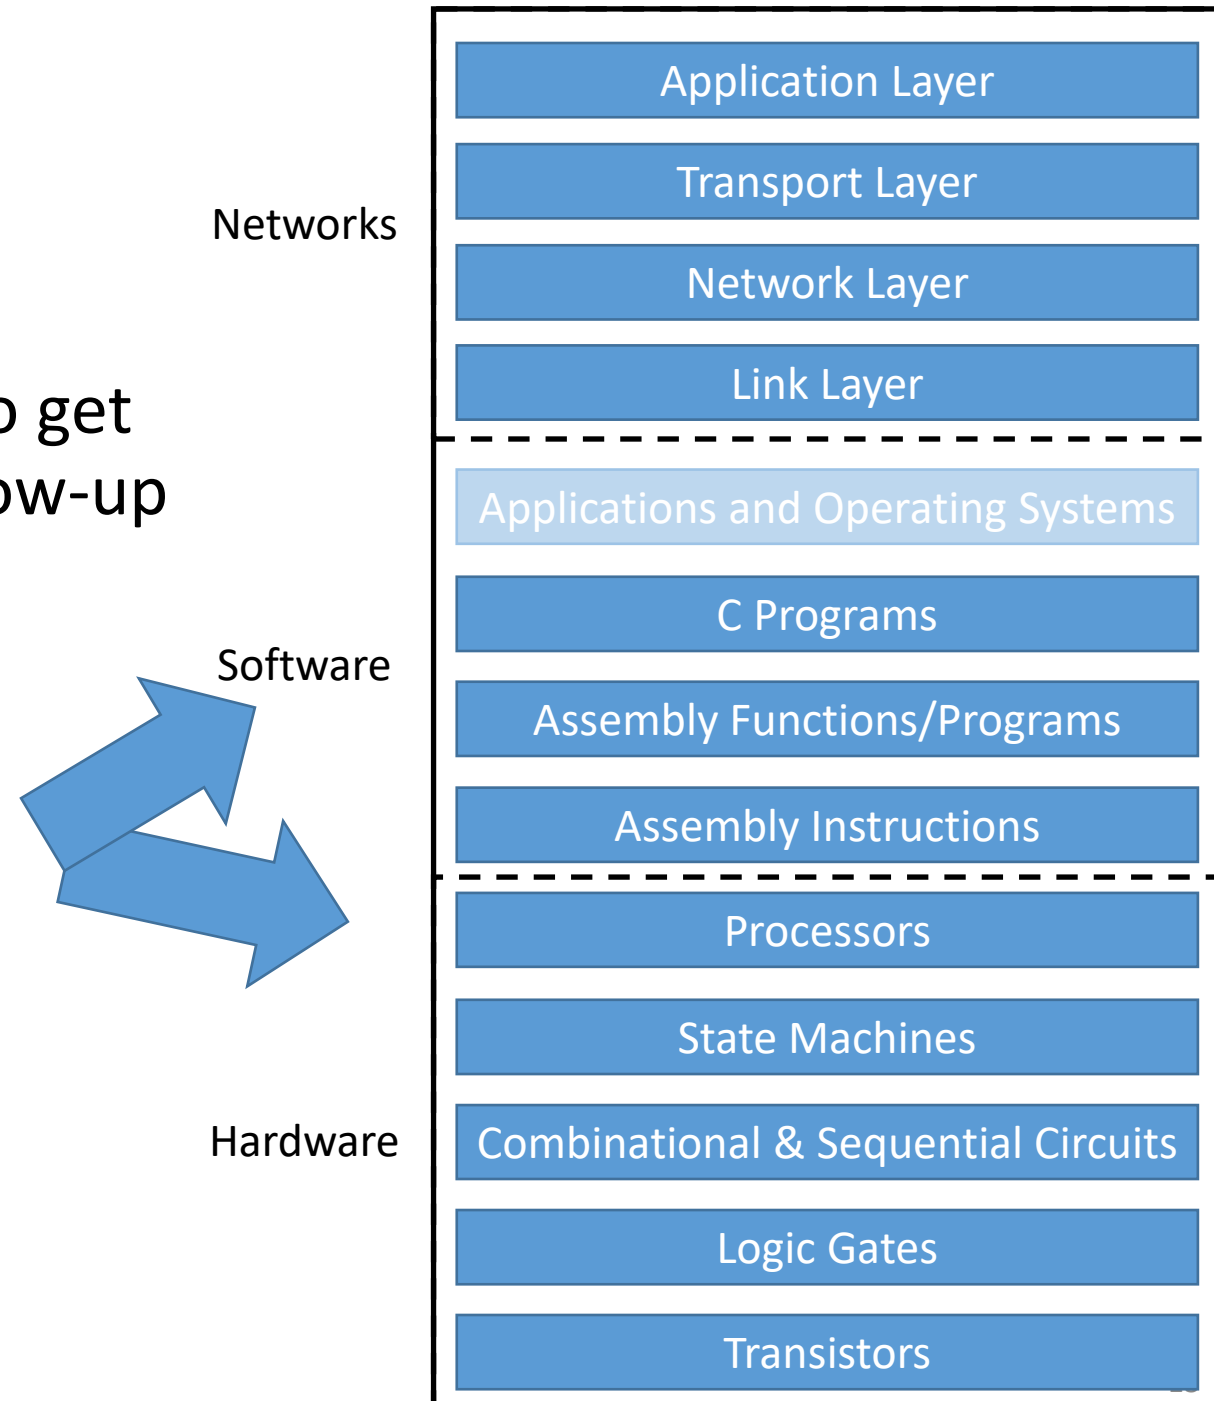 Application Layer
Transport Layer
Networks
Network Layer
Link Layer
get
Applications and Operating Systems
C Programs
Software
Assembly Functions/Programs
Assembly Instructions
Processors
State Machines
Hardware
Combinational & Sequential Circuits
Logic Gates
Transistors